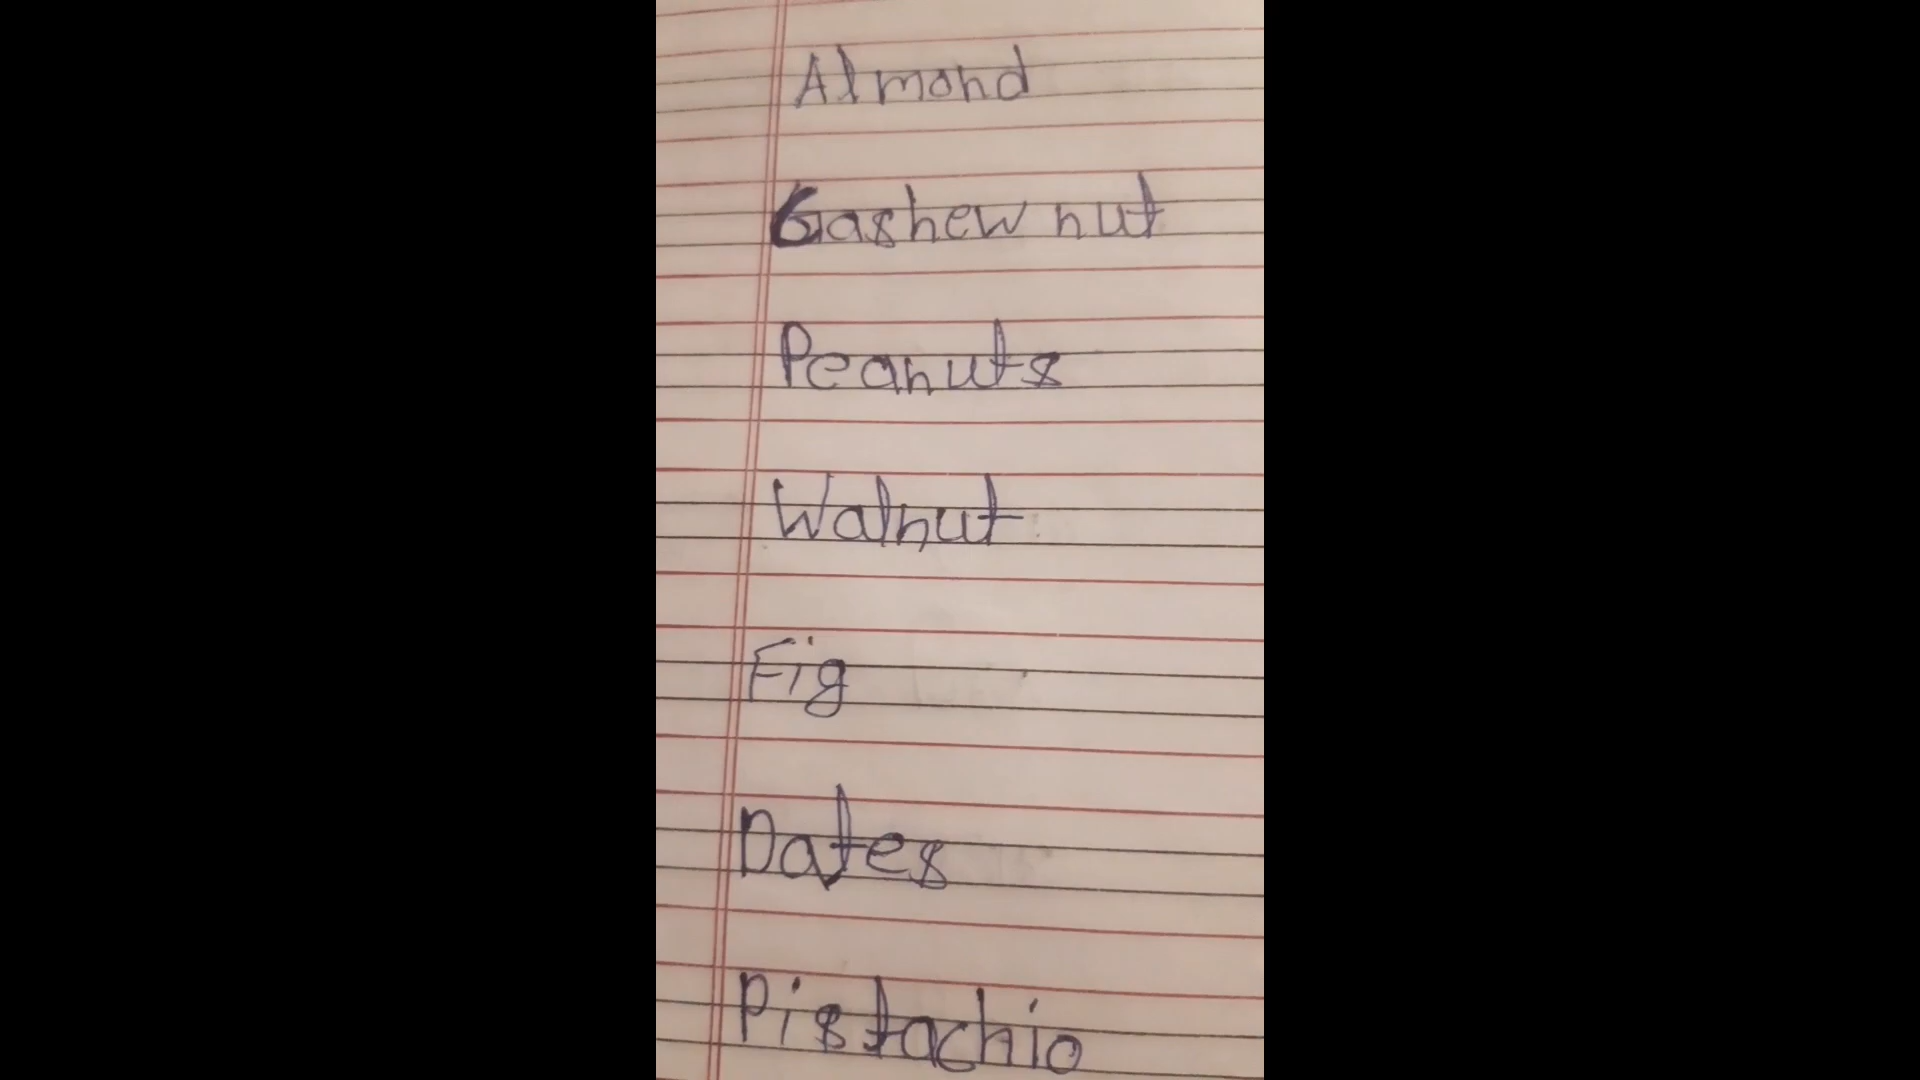 Almond
Cashew nut
Peanuts
Walnut
Fig
Dates
Pistachio